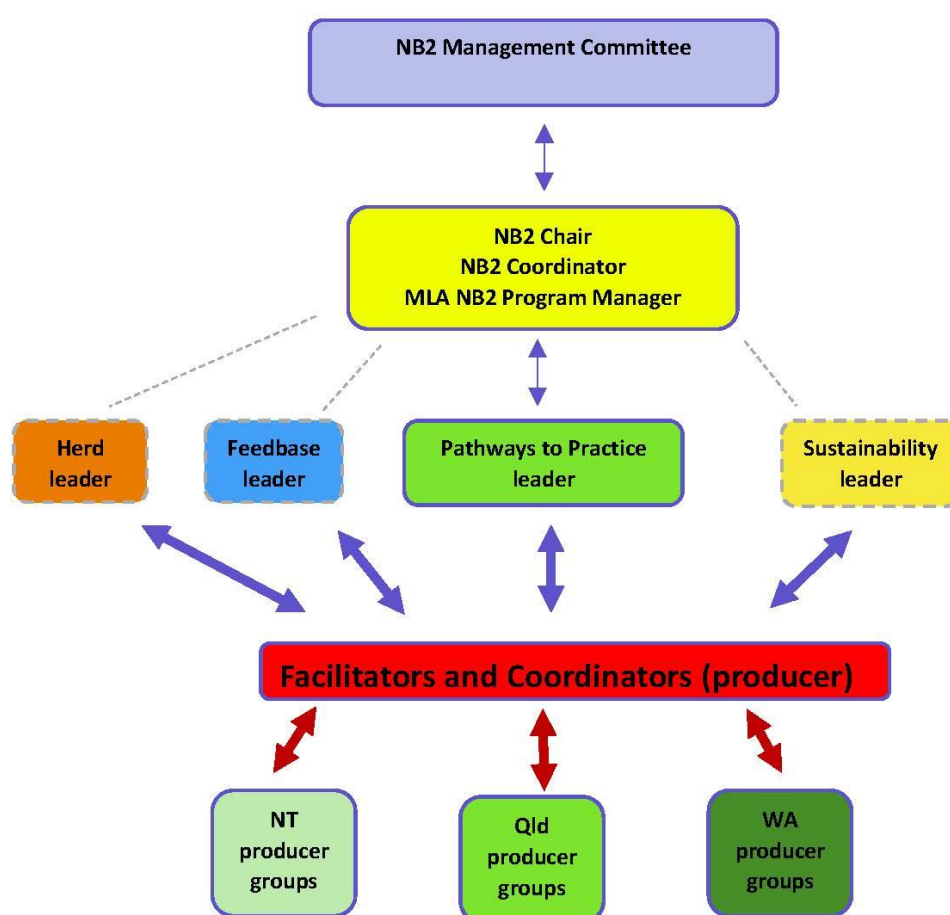 NB2 Management Committee
NB2 Chair
NB2 Coordinator
MLA NB2 Program Manager
Herd
leader
Feedbase
leader
Pathways to Practice
leader
Sustainability
leader
Facilitators and Coordinators (producer)
NT
producer
groups
Qld
producer
groups
WA
producer
groups